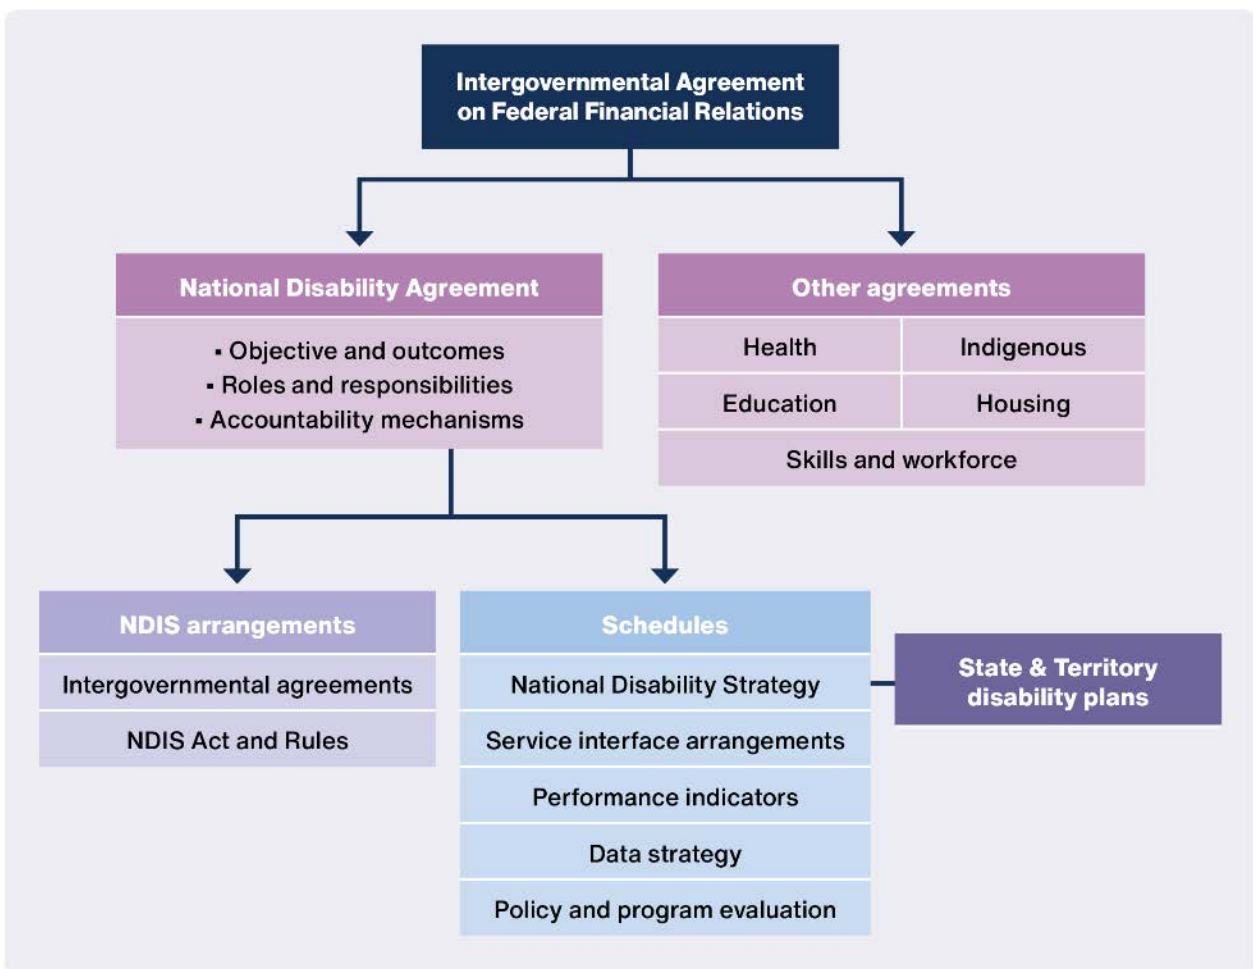 Intergovernmental Agreement
on Federal Financial Relations
National Disability Agreement
▪ Objective and outcomes
▪ Roles and responsibilities
▪ Accountability mechanisms
Other agreements
Health
Indigenous
Education
Housing
Skills and workforce
NDIS arrangements
Intergovernmental agreements
NDIS Act and Rules
Schedules
National Disability Strategy
Service interface arrangements
Performance indicators
Data strategy
Policy and program evaluation
State & Territory
disability plans